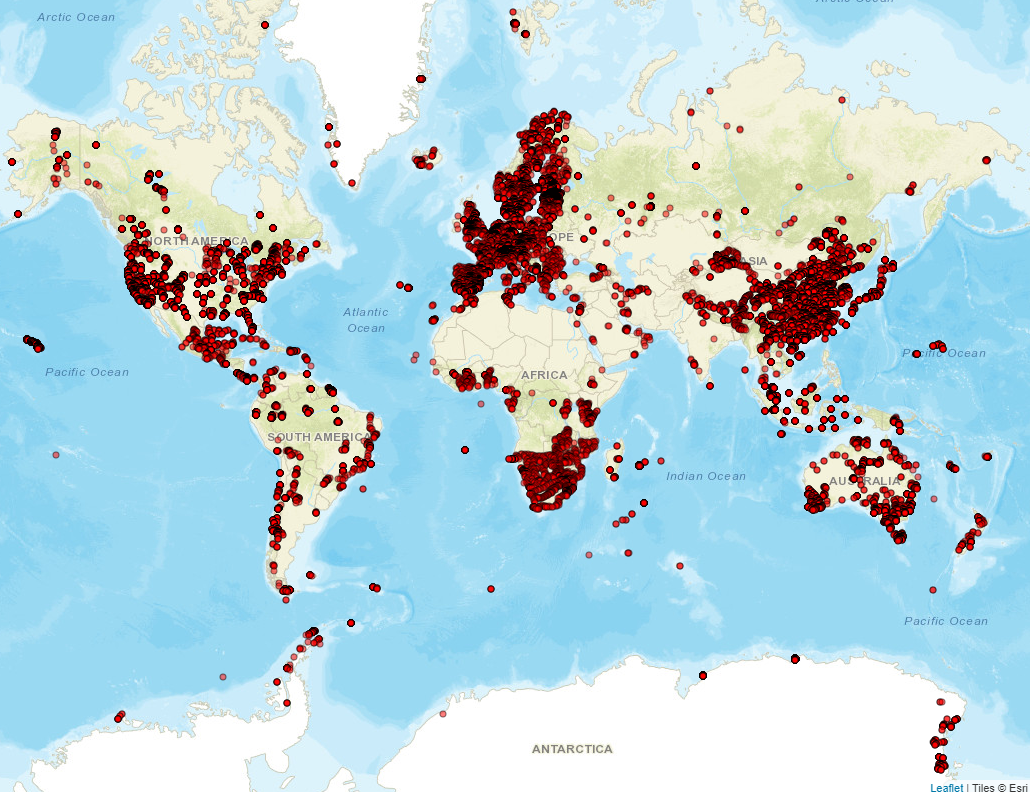 Arctic Ocean
Arctic Ocean
NORTH AMERICA
OPE
ASIA
Atlantic
Ocean
Pacific Ocean
Pacific Ocean
AFRICA
SOUTH AMERICA
Indian Ocean
AUSTRALIA
Pacific Ocean
ANTARCTICA
Leaflet | Tiles © Esri